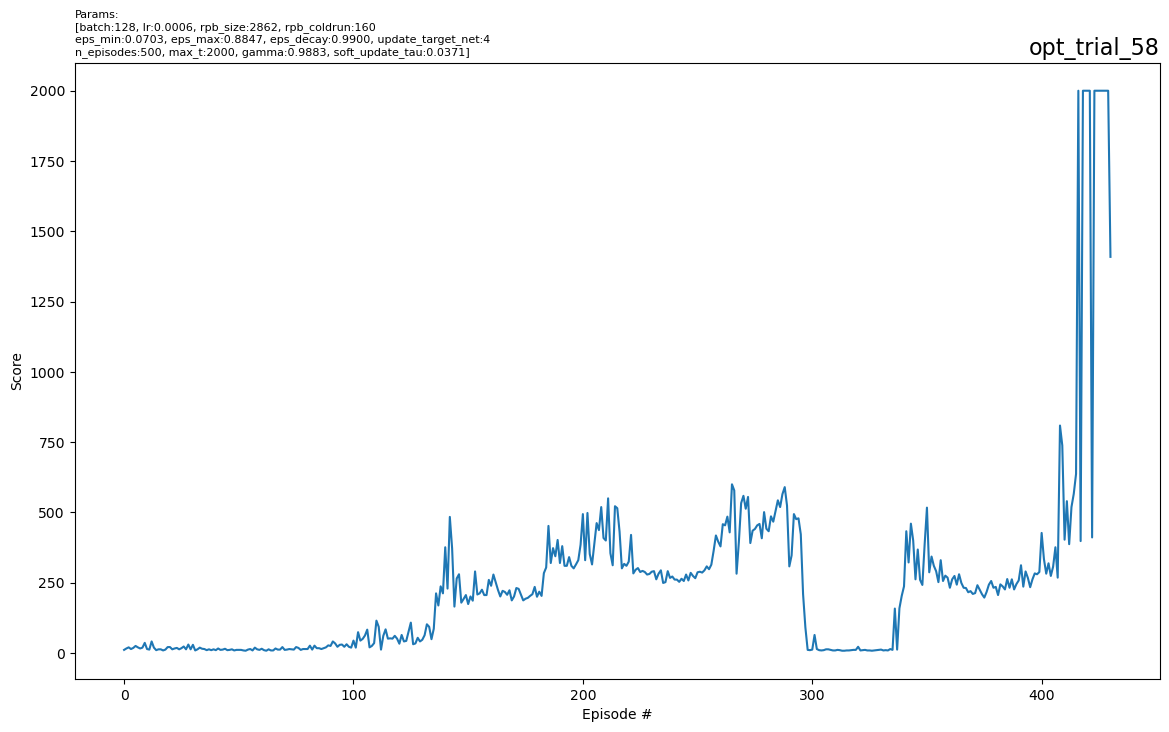 Params:
[batch:128, lr:0.0006, rpb_size:2862, rpb_coldrun:160
eps_min:0.0703, eps_max:0.8847, eps_decay:0.9900, update_target_net:4
n_episodes:500, max_t:2000, gamma:0.9883, soft_update_tau:0.0371]
opt_trial_58
2000
1750
1500
1250
1000
750
500
250
0
Score
0 100 200 300 400
Episode #